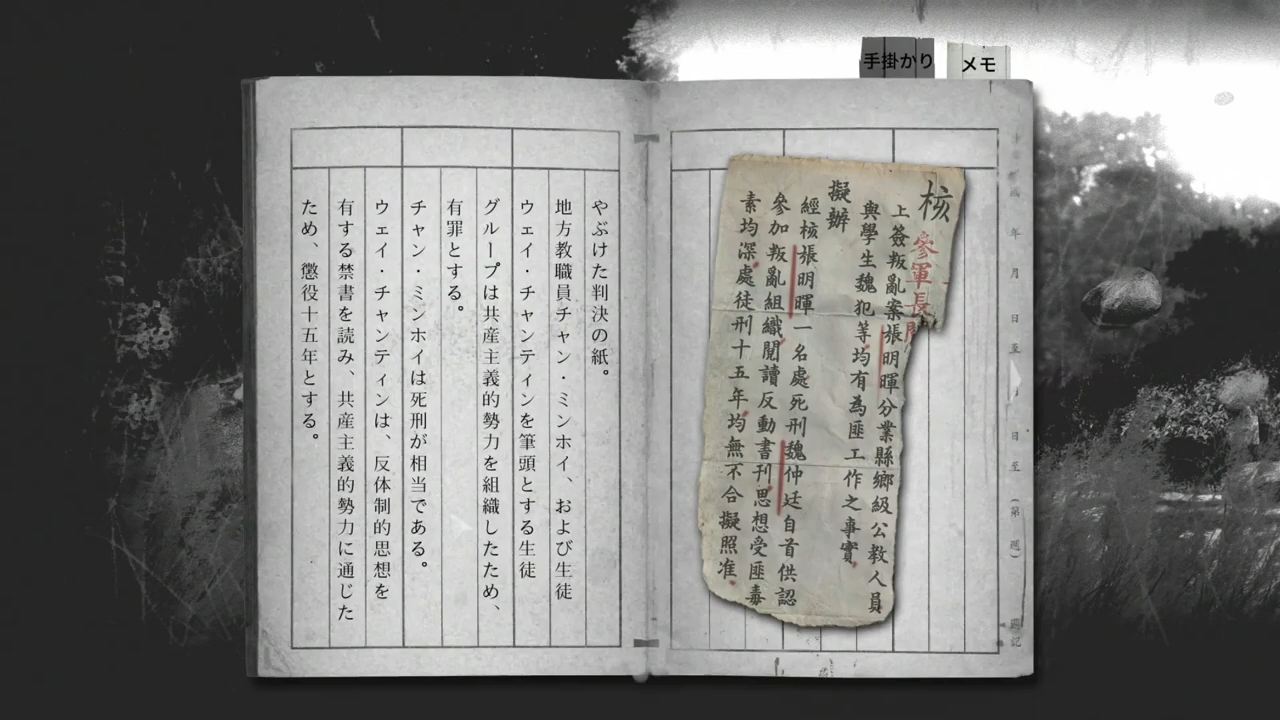 手掛かり
メモ
やぶけた判決の紙。
地方教職員チャン・ミンホイ、および生徒
ウェイ・チャンティンを筆頭とする生徒
グループは共産主義的勢力を組織したため、
有罪とする。
チャン・ミンホイは死刑が相当である。
ウェイ・チャンティンは、反体制的思想を
有する禁書を読み、共産主義的勢力に通じた
ため、懲役十五年とする。
核
參軍長
上簽叛亂案張明暉分業縣鄉級公教人員
與學生魏犯等均有為匪工作之事實
擬辦
經核張明暉一名處死刑魏仲廷自首供認
參加叛亂組織閱讀反動書刊思想受匪毒
素均深處徒刑十五年均無不合擬照准
年 月 日至 日 日至(第 週)
週記